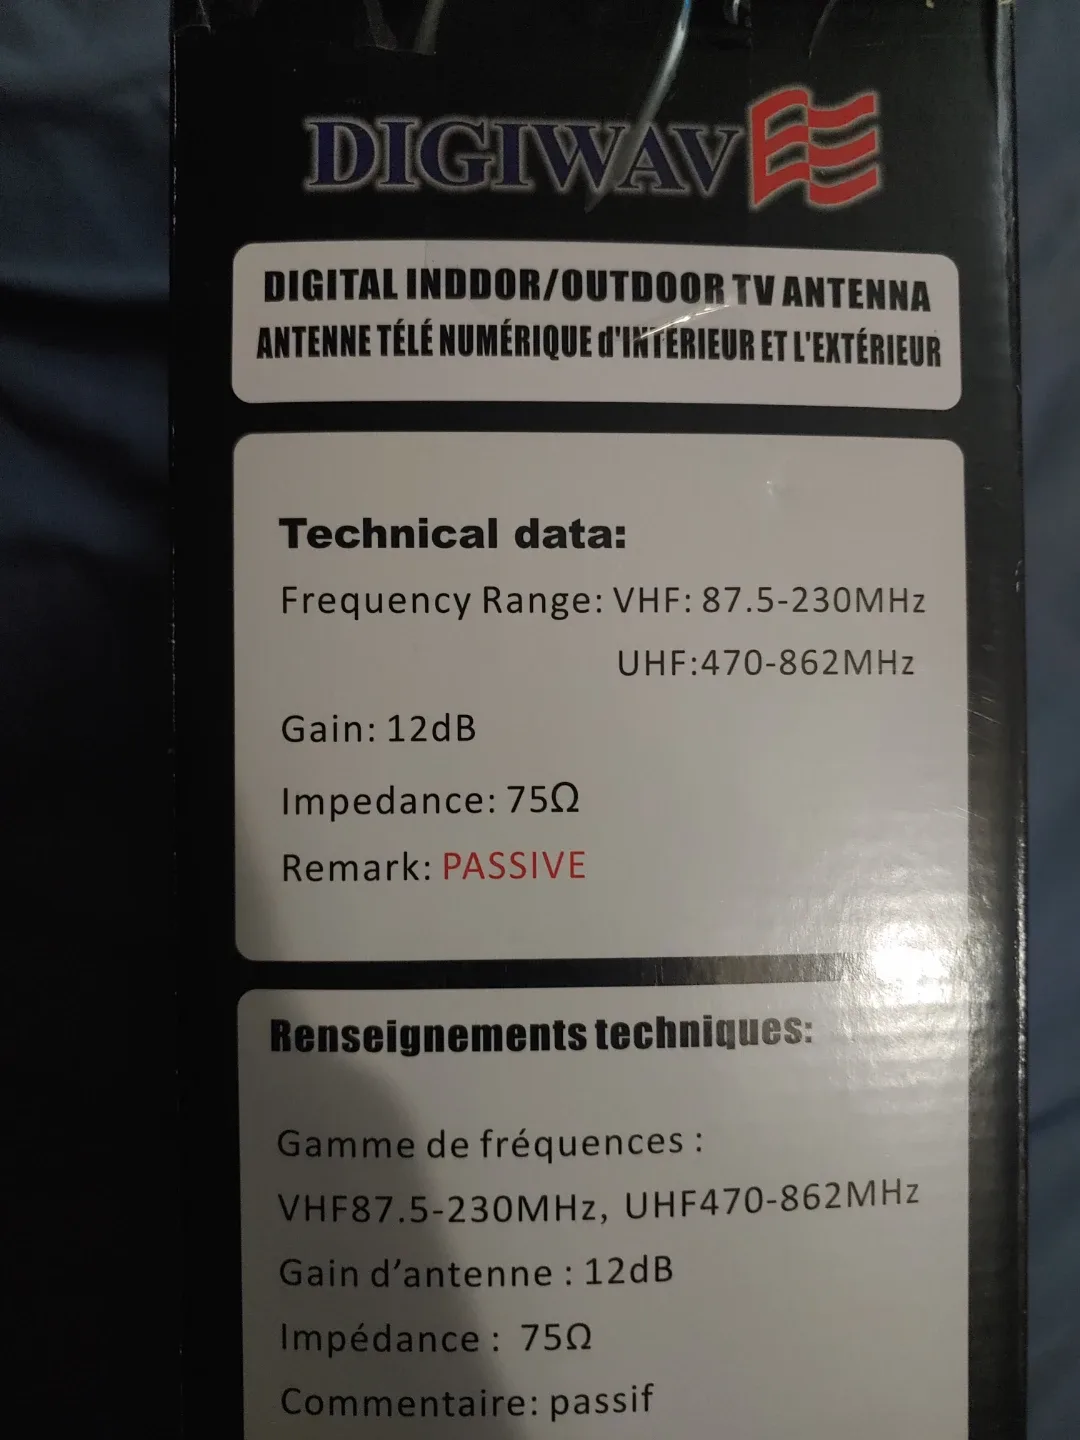 DIGIWAVE
DIGITAL INDDOR/OUTDOOR TV ANTENNA
ANTENNE TÉLÉ NUMÉRIQUE d'INTERIEUR ET L'EXTÉRIEUR
Technical data:
Frequency Range: VHF: 87.5-230MHz
UHF:470-862MHz
Gain: 12dB
Impedance: 75Ω
Remark: PASSIVE
Renseignements techniques:
Gamme de fréquences :
VHF87.5-230MHz, UHF470-862MHz
Gain d’antenne : 12dB
Impédance : 75Ω
Commentaire: passif